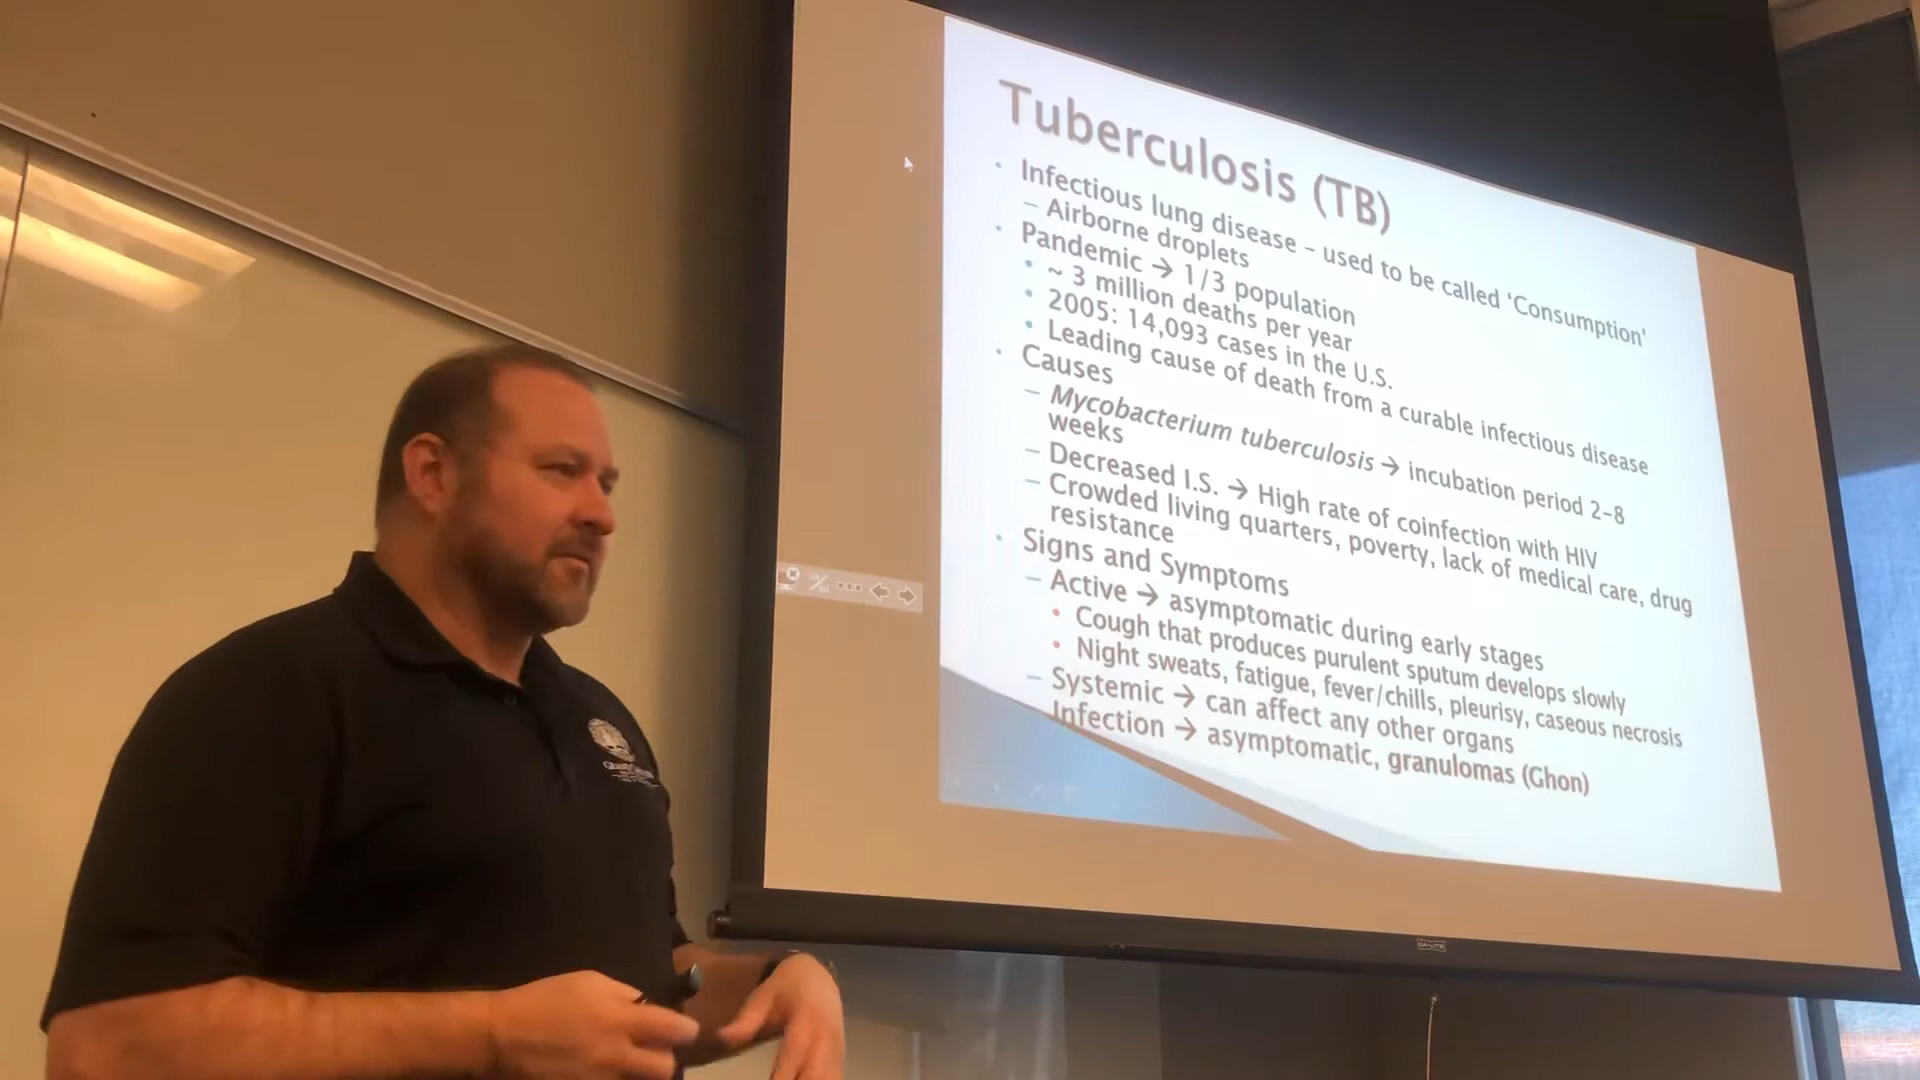 Tuberculosis (TB)
Infectious lung disease – used to be called ‘Consumption’
– Airborne droplets
Pandemic → 1/3 population
~ 3 million deaths per year
2005: 14,093 cases in the U.S.
Leading cause of death from a curable infectious disease
Causes
– Mycobacterium tuberculosis → incubation period 2–8
weeks
– Decreased I.S. → High rate of coinfection with HIV
– Crowded living quarters, poverty, lack of medical care, drug
resistance
Signs and Symptoms
– Active → asymptomatic during early stages
Cough that produces purulent sputum develops slowly
Night sweats, fatigue, fever/chills, pleurisy, caseous necrosis
– Systemic → can affect any other organs
Infection → asymptomatic, granulomas (Ghon)
DA-LITE